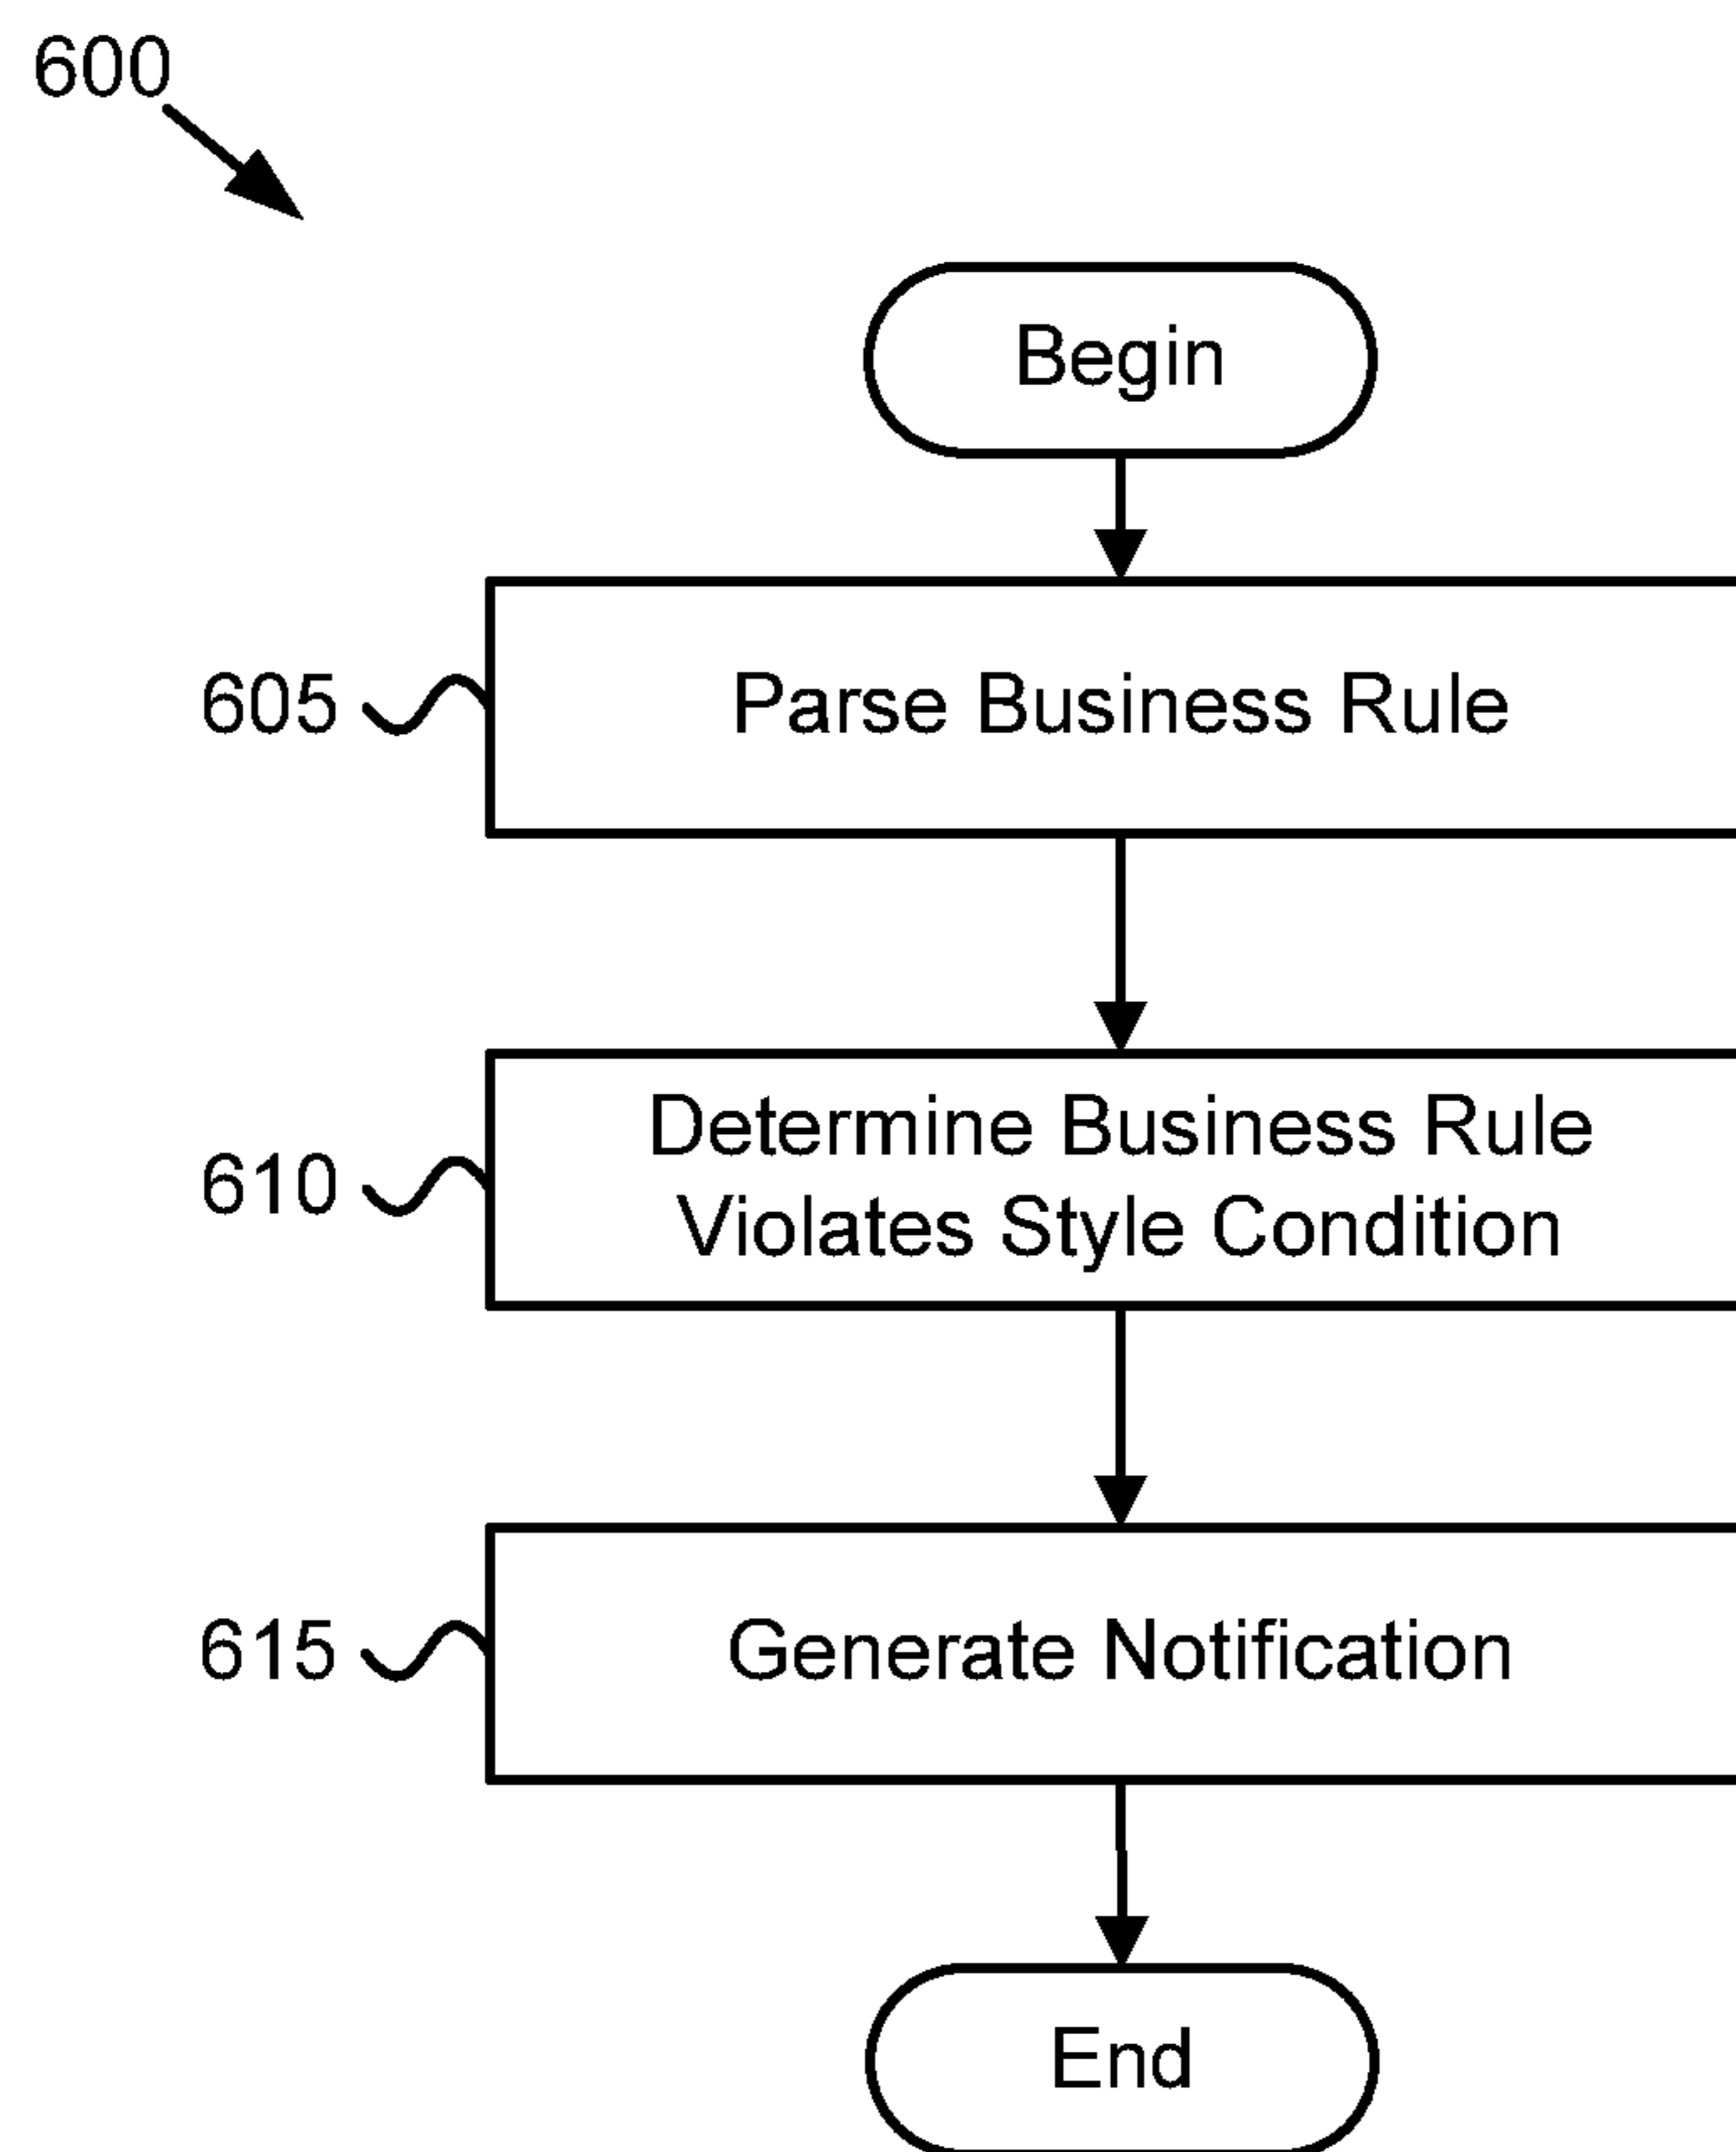 600
Begin
605
Parse Business Rule
610
Determine Business Rule
Violates Style Condition
615
Generate Notification
End